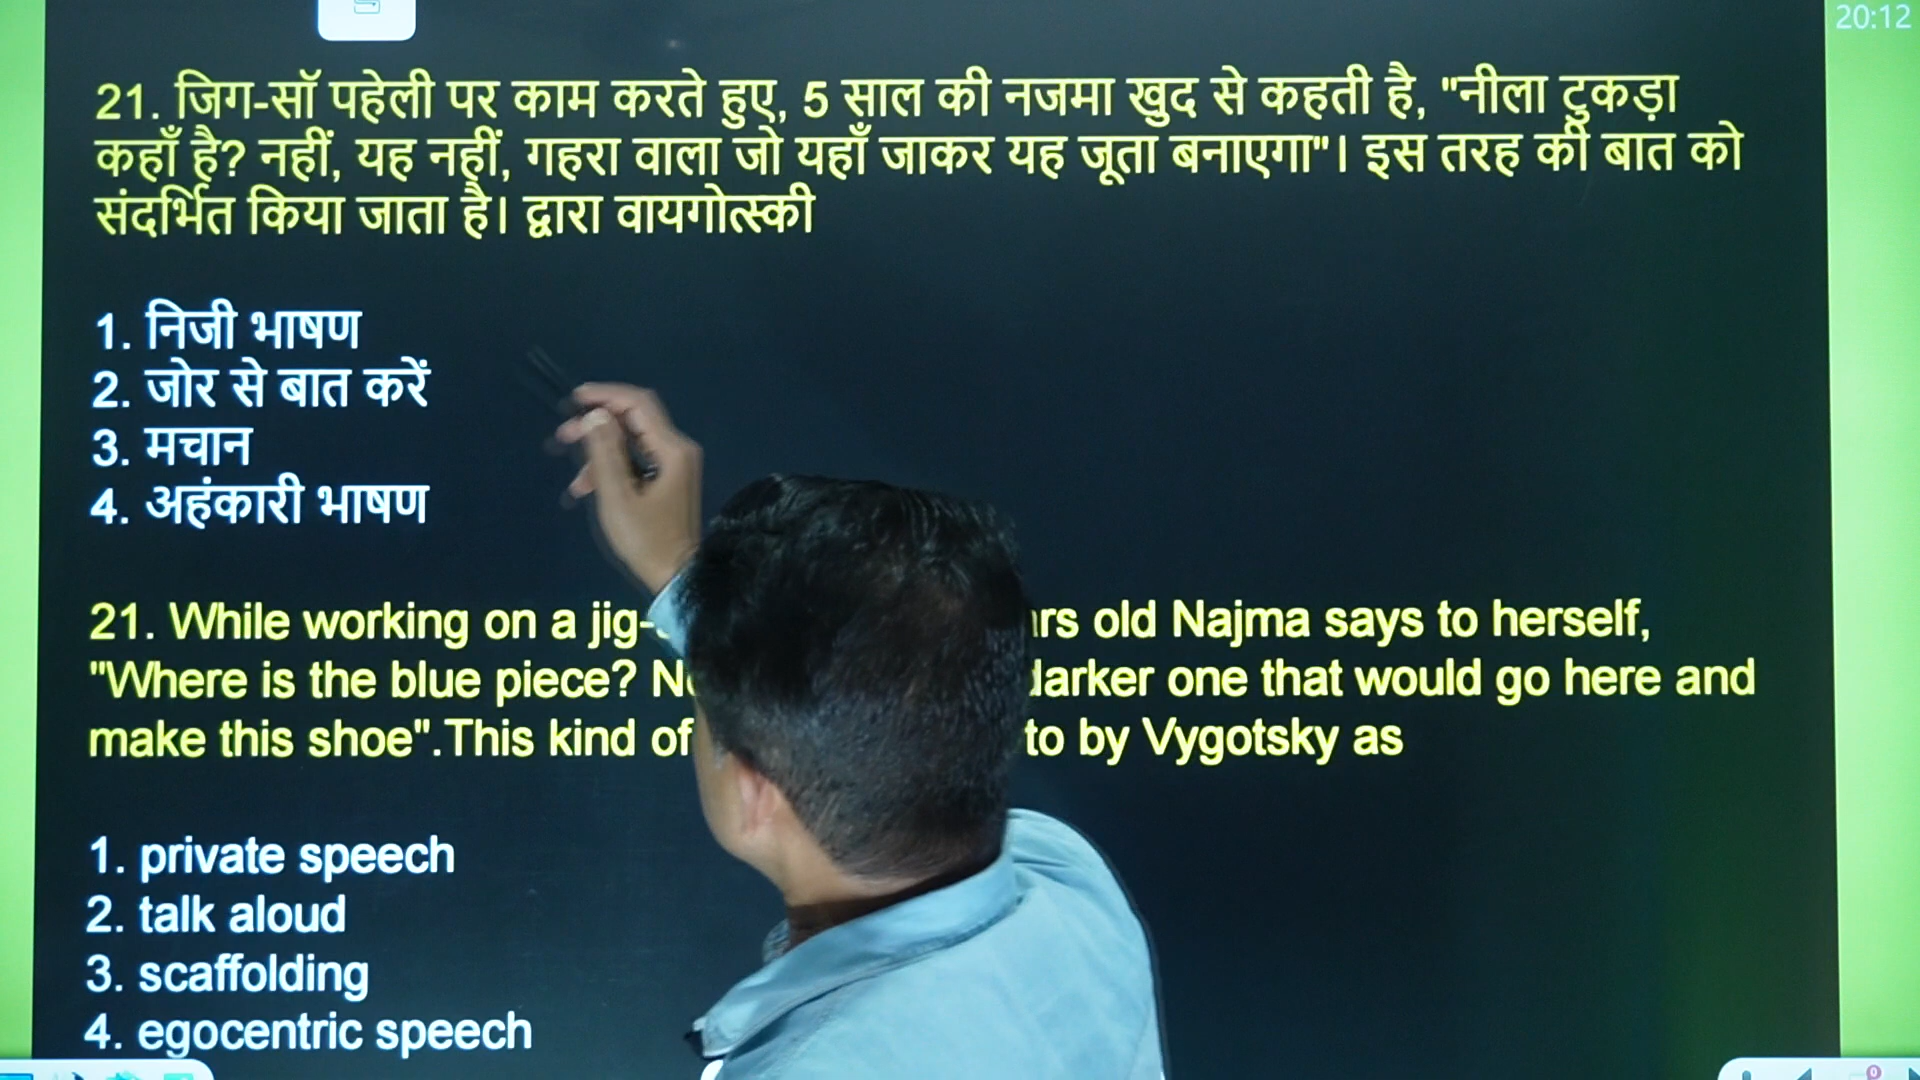 20:12
21. जिग-सॉ पहेली पर काम करते हुए, 5 साल की नजमा खुद से कहती है, "नीला टुकड़ा
कहाँ है? नहीं, यह नहीं, गहरा वाला जो यहाँ जाकर यह जूता बनाएगा"। इस तरह की बात को
संदर्भित किया जाता है। द्वारा वायगोत्स्की
1. निजी भाषण
2. जोर से बात करें
3. मचान
4. अहंकारी भाषण
21. While working on a jig- old Najma says to herself,
"Where is the blue piece? darker one that would go here and
make this shoe".This kind of to by Vygotsky as
1. private speech
2. talk aloud
3. scaffolding
4. egocentric speech
0